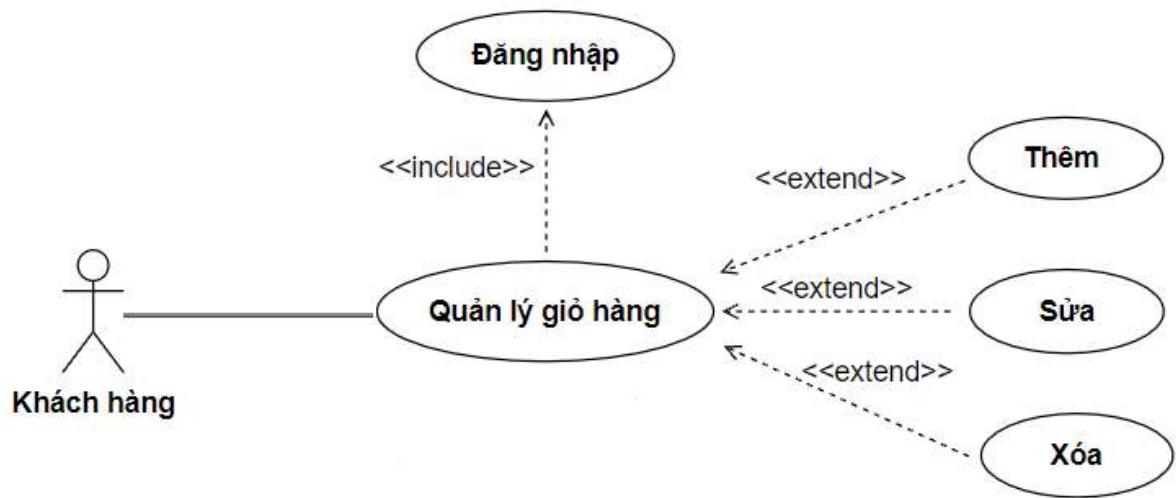 Đăng nhập
<<include>>
Thêm
<<extend>>
Quản lý giỏ hàng
<<extend>>
Sửa
<<extend>>
Khách hàng
Xóa